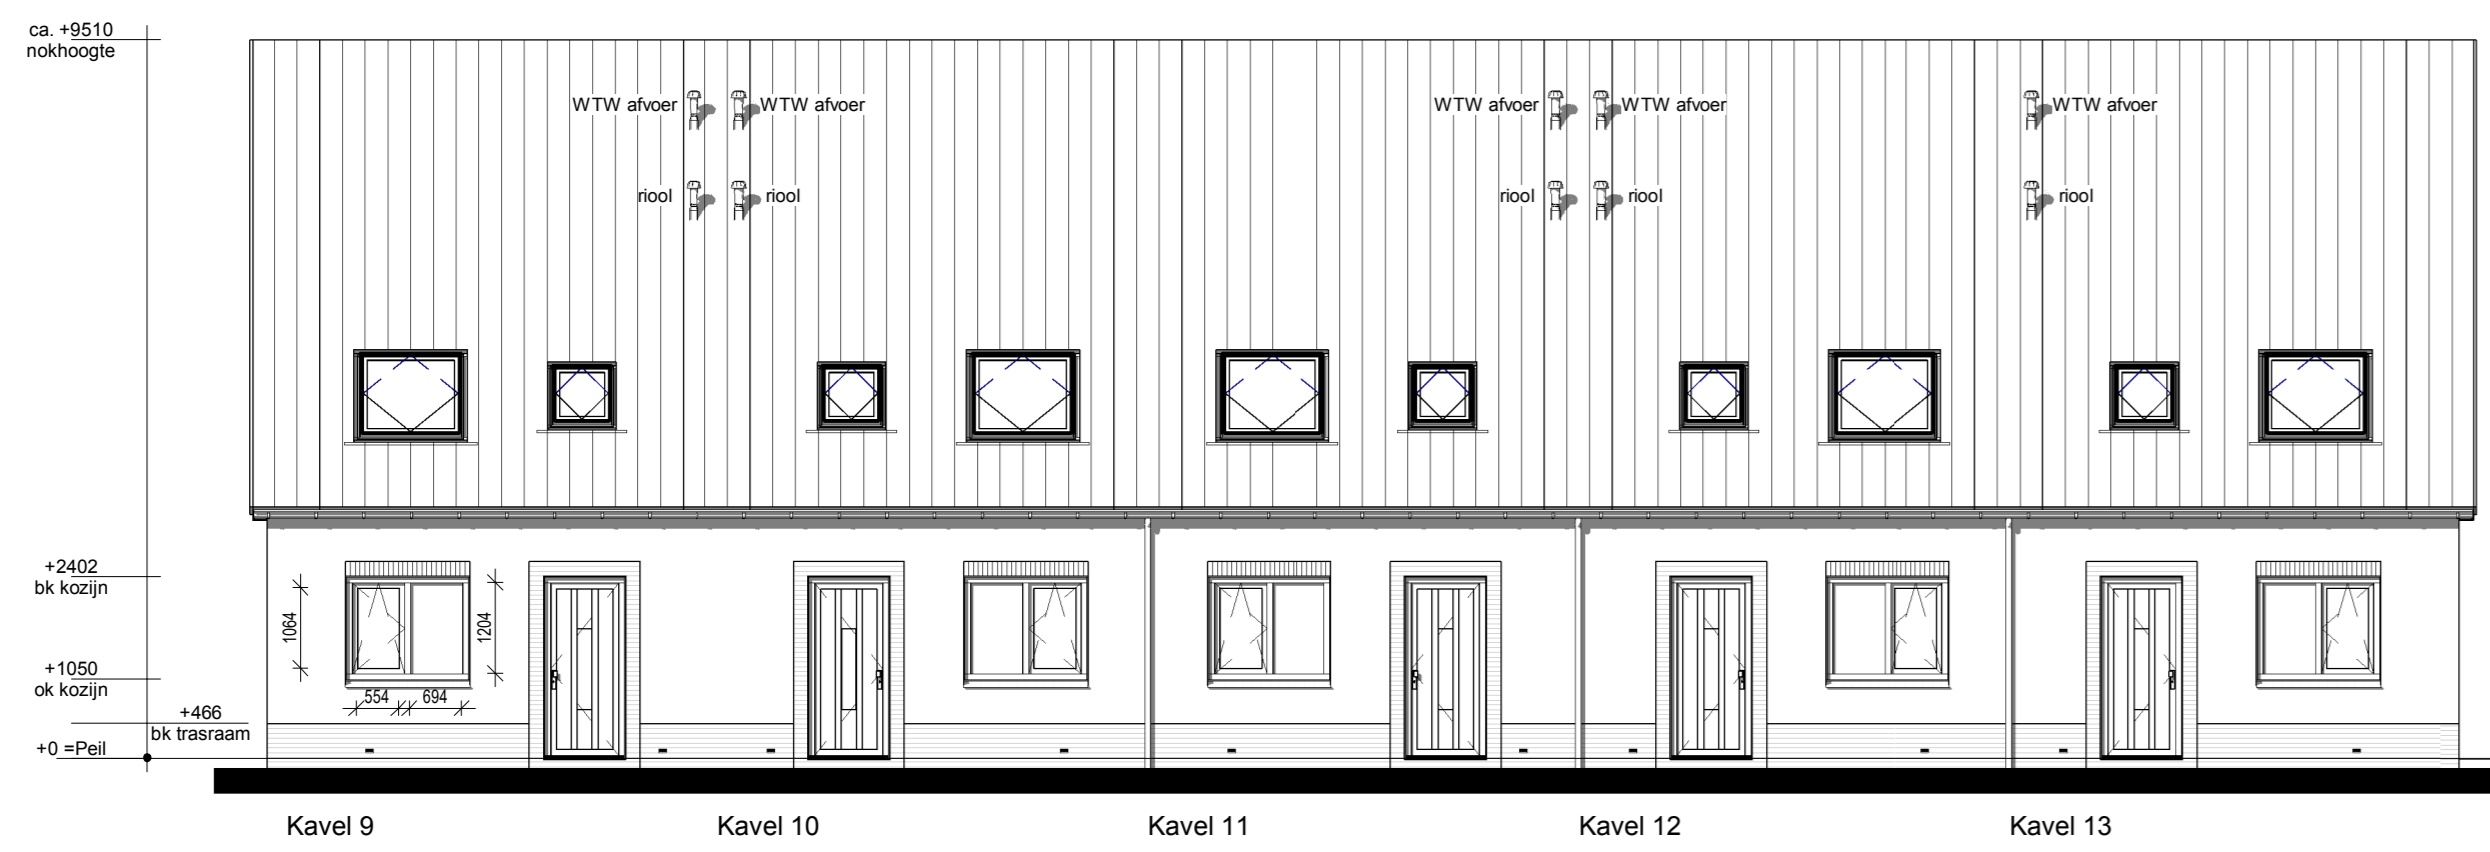 ca. +9510
nokhoogte
WTW afvoer
WTW afvoer
WTW afvoer
WTW afvoer
WTW afvoer
riool
riool
riool
riool
riool
+2402
bk kozijn
1064
1204
+1050
ok kozijn
554
694
+466
bk trasraam
+0 =Peil
Kavel 9
Kavel 10
Kavel 11
Kavel 12
Kavel 13